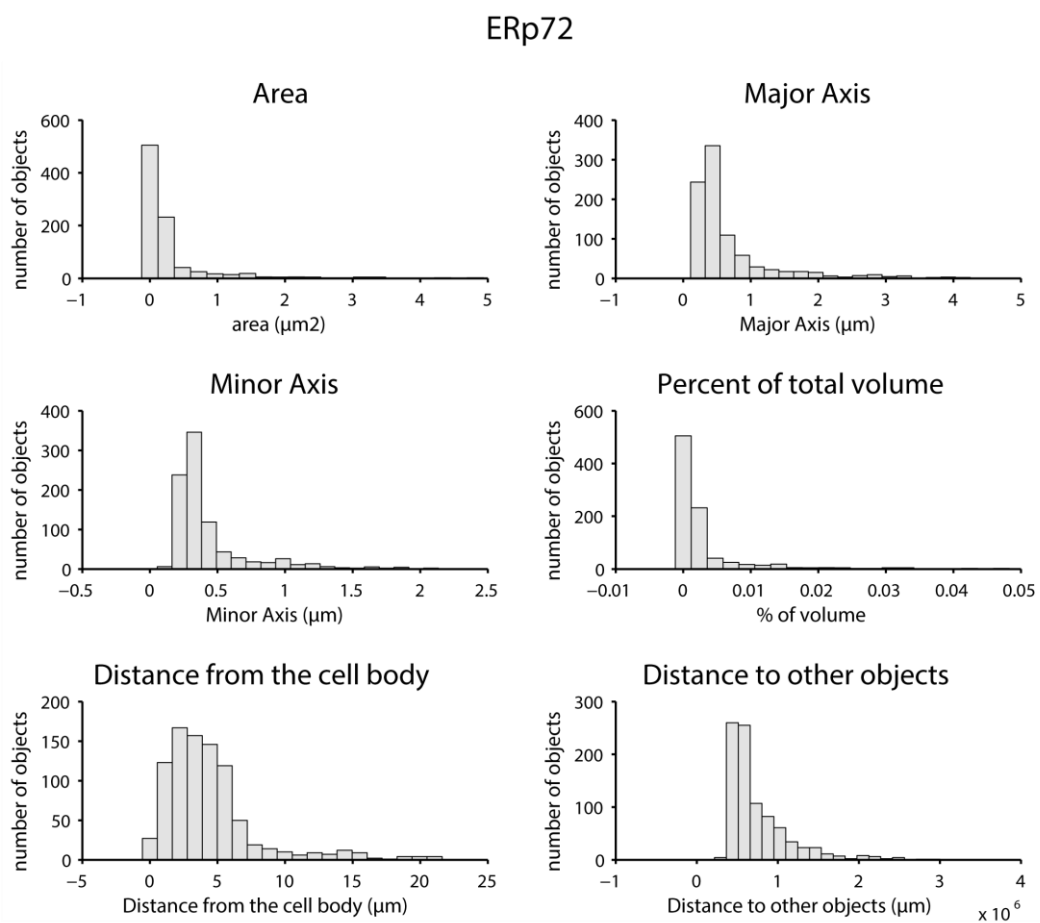 ERp72
Area
number of objects
600
400
200
0
−1 0 1 2 3 4 5
area (µm2)
Major Axis
number of objects
400
300
200
100
0
−1 0 1 2 3 4 5
Major Axis (µm)
Minor Axis
number of objects
400
300
200
100
0
−0.5 0 0.5 1 1.5 2 2.5
Minor Axis (µm)
Percent of total volume
number of objects
600
400
200
0
−0.01 0 0.01 0.02 0.03 0.04 0.05
% of volume
Distance from the cell body
number of objects
200
150
100
50
0
−5 0 5 10 15 20 25
Distance from the cell body (µm)
Distance to other objects
number of objects
300
200
100
0
−1 0 1 2 3 4
Distance to other objects (µm)
x 10^6